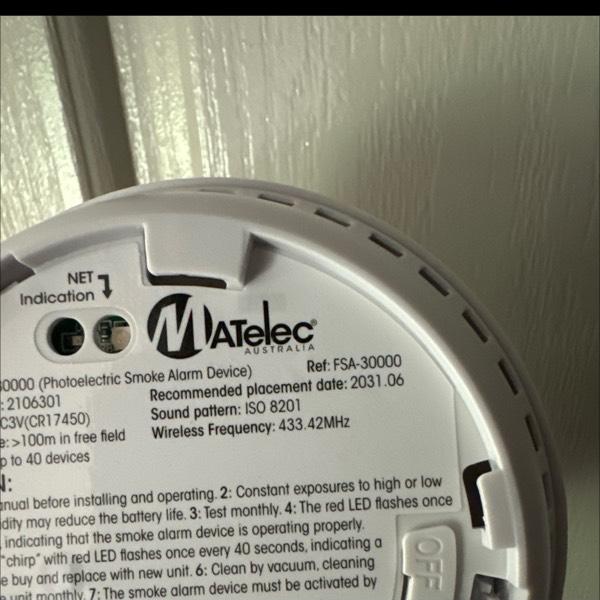 NET
Indication
MATelec®
AUSTRALIA
0000 (Photoelectric Smoke Alarm Device) Ref: FSA-30000
: 2106301 Recommended placement date: 2031.06
C3V(CR17450) Sound pattern: ISO 8201
e: >100m in free field Wireless Frequency: 433.42MHz
p to 40 devices
N:
anual before installing and operating. 2: Constant exposures to high or low
dity may reduce the battery life. 3: Test monthly. 4: The red LED flashes once
indicating that the smoke alarm device is operating properly.
"chirp" with red LED flashes once every 40 seconds, indicating a
e buy and replace with new unit. 6: Clean by vacuum, cleaning
unit monthly. 7: The smoke alarm device must be activated by
OFF